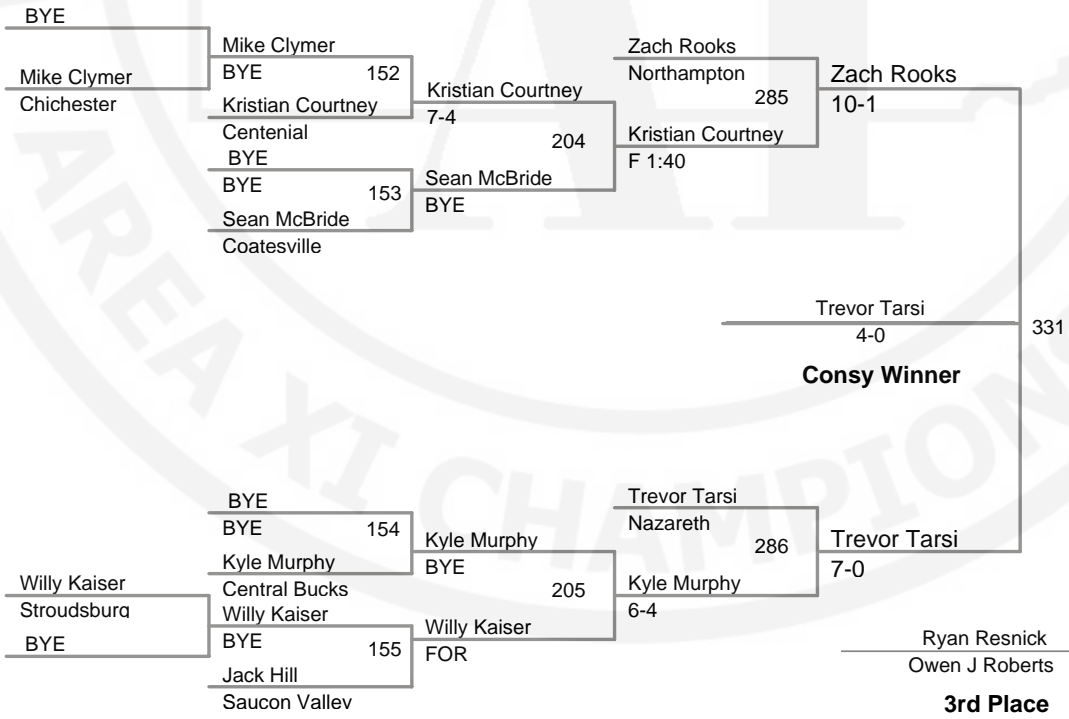 BYE
Mike Clymer
Chichester
Mike Clymer
BYE
152
Kristian Courtney
Centenial
BYE
BYE
153
Sean McBride
Coatesville
Kristian Courtney
7-4
204
Sean McBride
BYE
Zach Rooks
Northampton
285
Kristian Courtney
F 1:40
Zach Rooks
10-1
Trevor Tarsi
4-0
331
Consy Winner
BYE
BYE
154
Kyle Murphy
Central Bucks
Willy Kaiser
Stroudsburg
BYE
Willy Kaiser
BYE
155
Jack Hill
Saucon Valley
Kyle Murphy
BYE
205
Willy Kaiser
FOR
Trevor Tarsi
Nazareth
286
Kyle Murphy
6-4
Trevor Tarsi
7-0
Ryan Resnick
Owen J Roberts
3rd Place
AREA XI CHAMPIONS